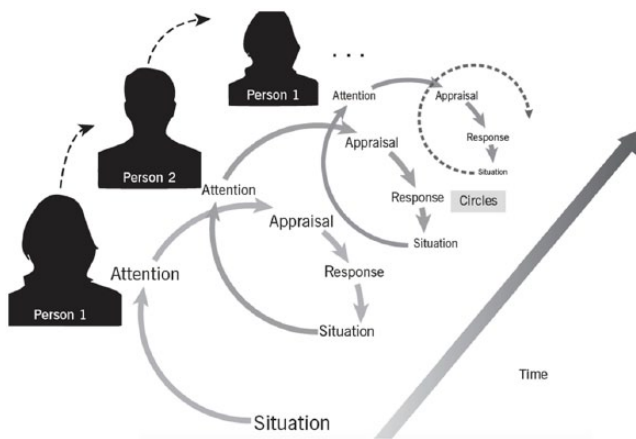 Person 1
. . .
Attention
Appraisal
Response
Situation
Person 2
Appraisal
Response
Circles
Situation
Attention
Appraisal
Response
Situation
Person 1
Attention
Situation
Time